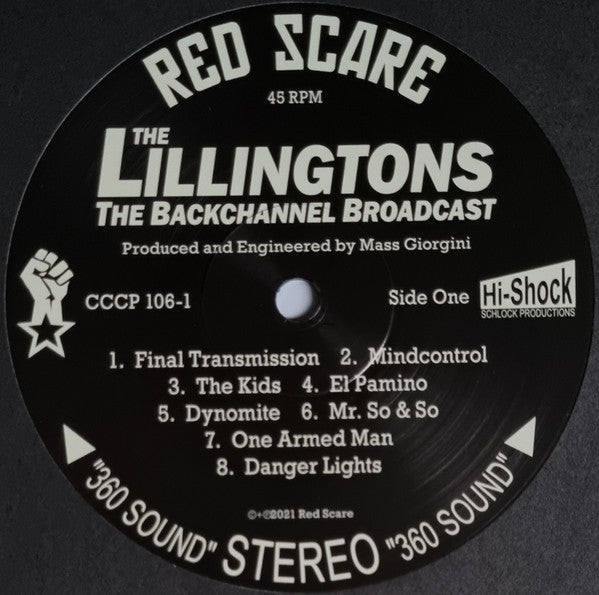 RED SCARE
45 RPM
THE
LILLINGTONS
THE BACKCHANNEL BROADCAST
Produced and Engineered by Mass Giorgini
CCCP 106-1
Side One
Hi-Shock
SCHLOCK PRODUCTIONS
1. Final Transmission 2. Mindcontrol
3. The Kids 4. El Pamino
5. Dynomite 6. Mr. So & So
7. One Armed Man
8. Danger Lights
©+℗2021 Red Scare
"360 SOUND" STEREO "360 SOUND"